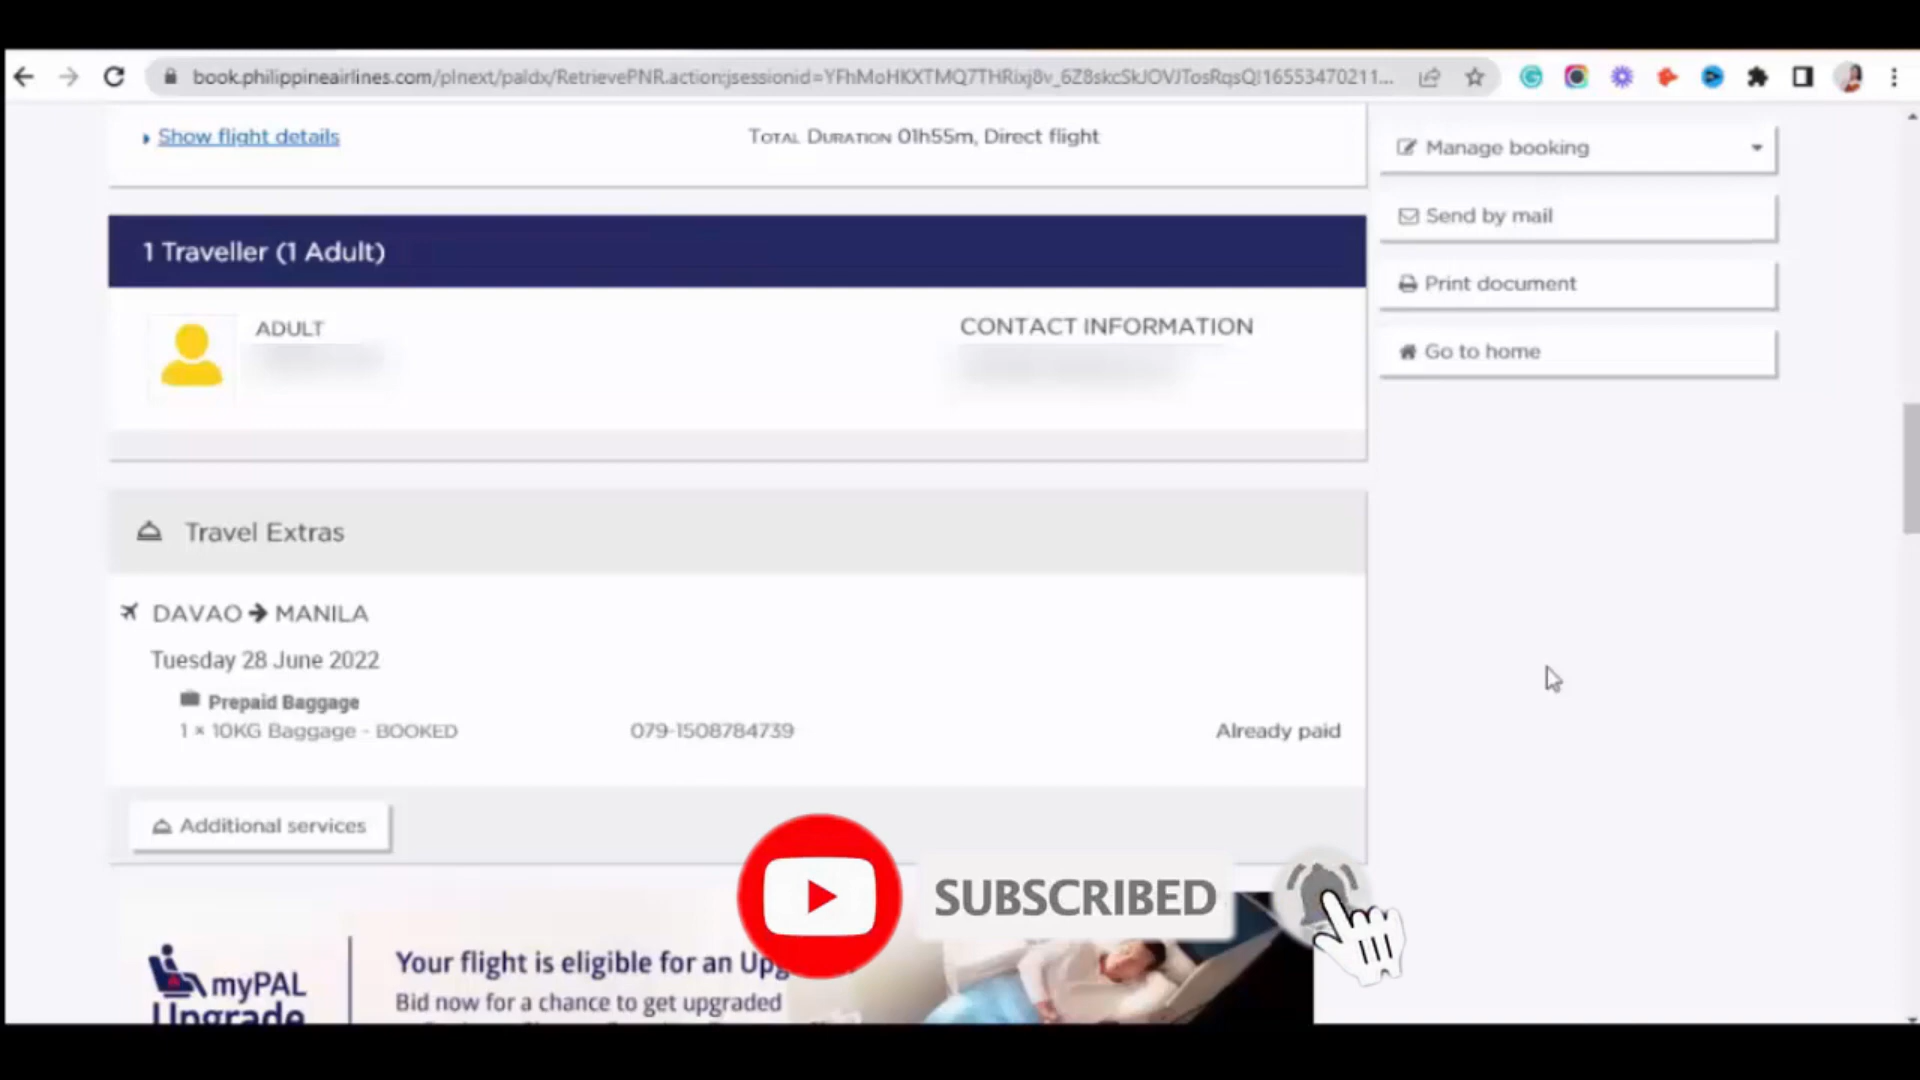 book.philippineairlines.com/plnext/paldx/RetrievePNR.action;jsessionid=YFhMoHKXTMQ7THRixj8v_6Z8skcSkJOVJTosRqsQ!16553470211...
Show flight details
TOTAL DURATION 01h55m, Direct flight
Manage booking
Send by mail
Print document
Go to home
1 Traveller (1 Adult)
ADULT
CONTACT INFORMATION
Travel Extras
DAVAO → MANILA
Tuesday 28 June 2022
Prepaid Baggage
1 × 10KG Baggage - BOOKED 079-1508784739 Already paid
Additional services
SUBSCRIBED
myPAL
Upgrade
Your flight is eligible for an Upg
Bid now for a chance to get upgraded